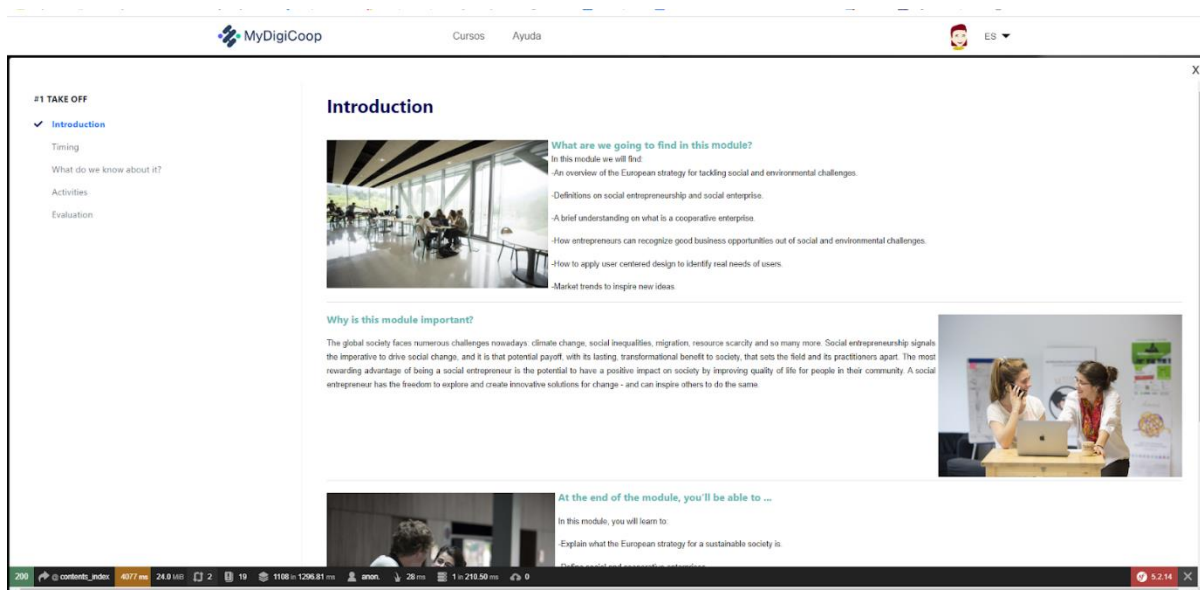 MyDigiCoop
Cursos Ayuda
ES
X
#1 TAKE OFF
Introduction
Timing
What do we know about it?
Activities
Evaluation
Introduction
What are we going to find in this module?
In this module we will find:
-An overview of the European strategy for tackling social and environmental challenges.
-Definitions on social entrepreneurship and social enterprise.
-A brief understanding on what is a cooperative enterprise.
-How entrepreneurs can recognize good business opportunities out of social and environmental challenges.
-How to apply user centered design to identify real needs of users.
-Market trends to inspire new ideas.
Why is this module important?
The global society faces numerous challenges nowadays: climate change, social inequalities, migration, resource scarcity and so many more. Social entrepreneurship signals
the imperative to drive social change, and it is that potential payoff, with its lasting, transformational benefit to society, that sets the field and its practitioners apart. The most
rewarding advantage of being a social entrepreneur is the potential to have a positive impact on society by improving quality of life for people in their community. A social
entrepreneur has the freedom to explore and create innovative solutions for change - and can inspire others to do the same.
At the end of the module, you'll be able to ...
In this module, you will learn to:
-Explain what the European strategy for a sustainable society is.
-Define social and cooperative enterprises.
200 @ contents_index 4077 ms 24.0 MiB 2 19 1108 in 1296.81 ms anon. 28 ms 1 in 210.50 ms 0 5.2.14